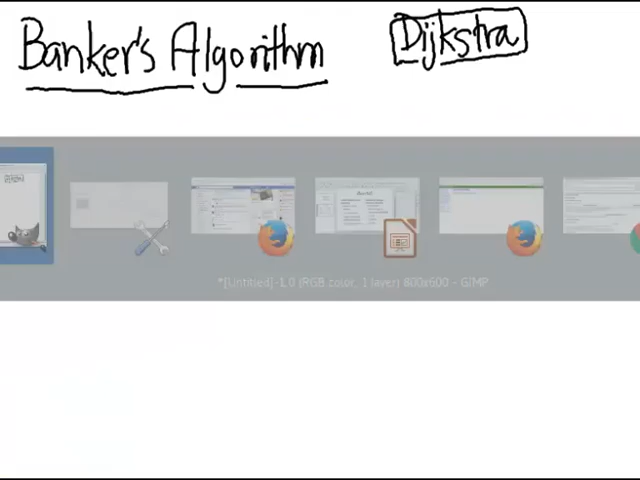 Banker's Algorithm Dijkstra
*[Untitled]-1.0 (RGB color, 1 layer) 800x600 – GIMP